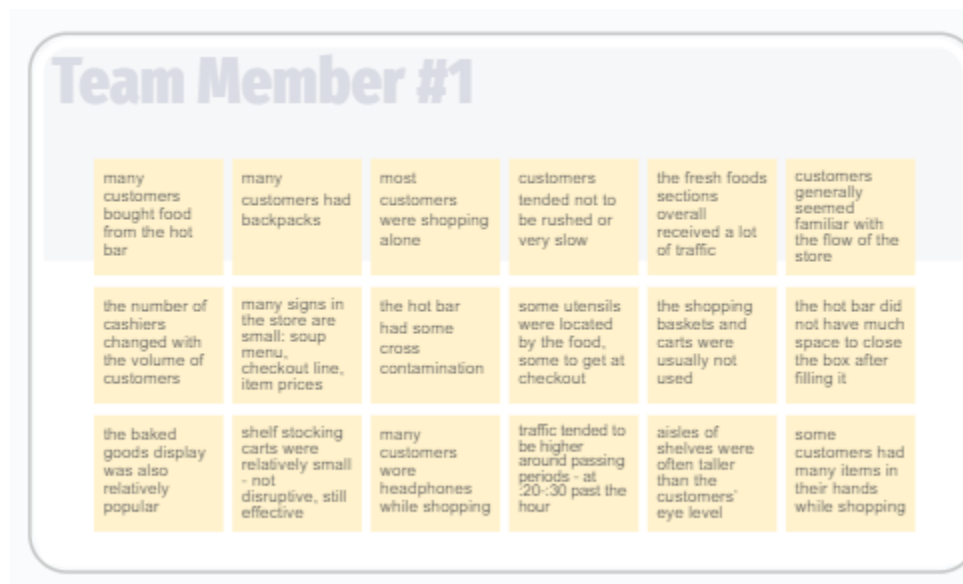 Team Member #1
many
customers
bought food
from the hot
bar
many
customers had
backpacks
most
customers
were shopping
alone
customers
tended not to
be rushed or
very slow
the fresh foods
sections
overall
received a lot
of traffic
customers
generally
seemed
familiar with
the flow of the
store
the number of
cashiers
changed with
the volume of
customers
many signs in
the store are
small: soup
menu,
checkout line,
item prices
the hot bar
had some
cross
contamination
some utensils
were located
by the food,
some to get at
checkout
the shopping
baskets and
carts were
usually not
used
the hot bar did
not have much
space to close
the box after
filling it
the baked
goods display
was also
relatively
popular
shelf stocking
carts were
relatively small
- not
disruptive, still
effective
many
customers
wore
headphones
while shopping
traffic tended to
be higher
around passing
periods - at
:20-:30 past the
hour
aisles of
shelves were
often taller
than the
customers'
eye level
some
customers had
many items in
their hands
while shopping